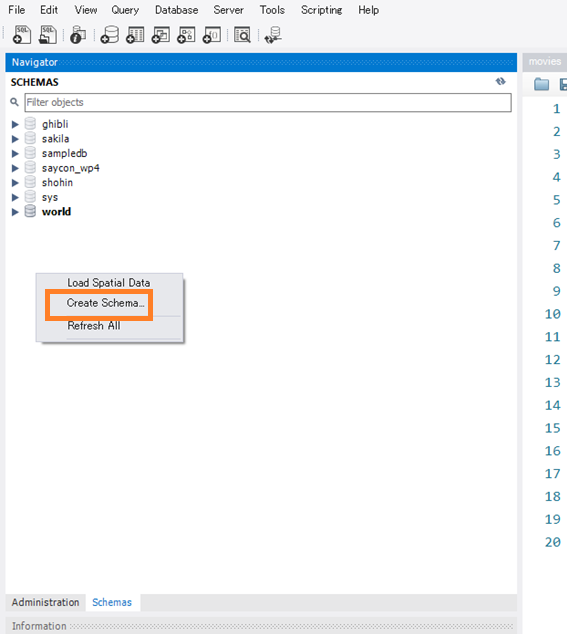 File Edit View Query Database Server Tools Scripting Help
SQL SQL
Navigator
movies
SCHEMAS
Filter objects
ghibli
sakila
sampledb
saycon_wp4
shohin
sys
world
Load Spatial Data
Create Schema...
Refresh All
1
2
3
4
5
6
7
8
9
10
11
12
13
14
15
16
17
18
19
20
Administration Schemas
Information